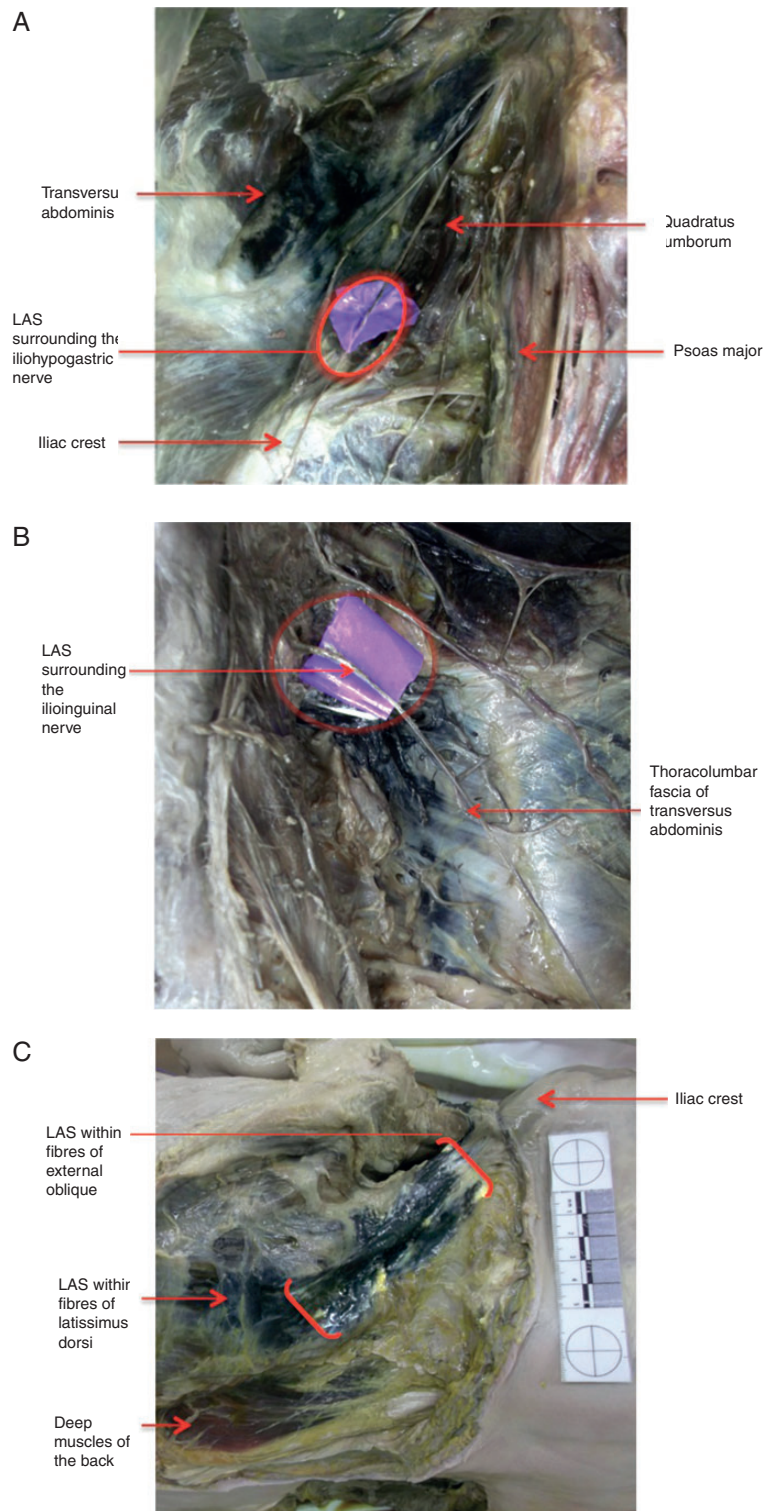 A
Transversu
abdominis
Quadratus
umborum
LAS
surrounding the
iliohypogastric
nerve
Psoas major
Iliac crest
B
LAS
surrounding
the
ilioinguinal
nerve
Thoracolumbar
fascia of
transversus
abdominis
C
Iliac crest
LAS within
fibres of
external
oblique
LAS within
fibres of
latissimus
dorsi
Deep
muscles of
the back